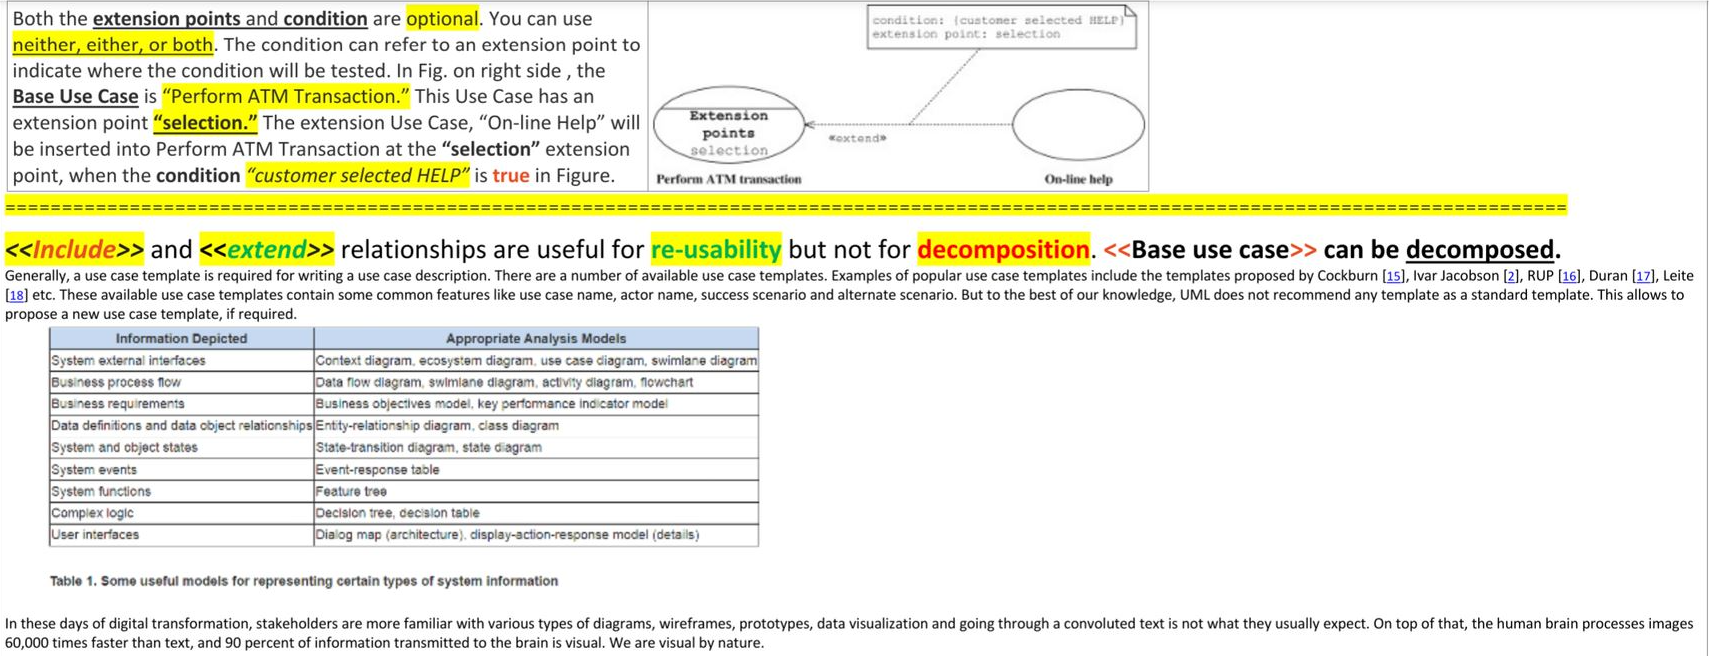 Both the extension points and condition are optional. You can use
neither, either, or both. The condition can refer to an extension point to
indicate where the condition will be tested. In Fig. on right side , the
Base Use Case is “Perform ATM Transaction.” This Use Case has an
extension point “selection.” The extension Use Case, “On-line Help” will
be inserted into Perform ATM Transaction at the “selection” extension
point, when the condition “customer selected HELP” is true in Figure.
condition: {customer selected HELP}
extension point: selection
Extension
points
selection
«extend»
Perform ATM transaction
On-line help
<<Include>> and <<extend>> relationships are useful for re-usability but not for decomposition. <<Base use case>> can be decomposed.
Generally, a use case template is required for writing a use case description. There are a number of available use case templates. Examples of popular use case templates include the templates proposed by Cockburn [15], Ivar Jacobson [2], RUP [16], Duran [17], Leite
[18] etc. These available use case templates contain some common features like use case name, actor name, success scenario and alternate scenario. But to the best of our knowledge, UML does not recommend any template as a standard template. This allows to
propose a new use case template, if required.
Information Depicted Appropriate Analysis Models
System external interfaces Context diagram, ecosystem diagram, use case diagram, swimlane diagram
Business process flow Data flow diagram, swimlane diagram, activity diagram, flowchart
Business requirements Business objectives model, key performance indicator model
Data definitions and data object relationships Entity-relationship diagram, class diagram
System and object states State-transition diagram, state diagram
System events Event-response table
System functions Feature tree
Complex logic Decision tree, decision table
User interfaces Dialog map (architecture), display-action-response model (details)
Table 1. Some useful models for representing certain types of system information
In these days of digital transformation, stakeholders are more familiar with various types of diagrams, wireframes, prototypes, data visualization and going through a convoluted text is not what they usually expect. On top of that, the human brain processes images
60,000 times faster than text, and 90 percent of information transmitted to the brain is visual. We are visual by nature.